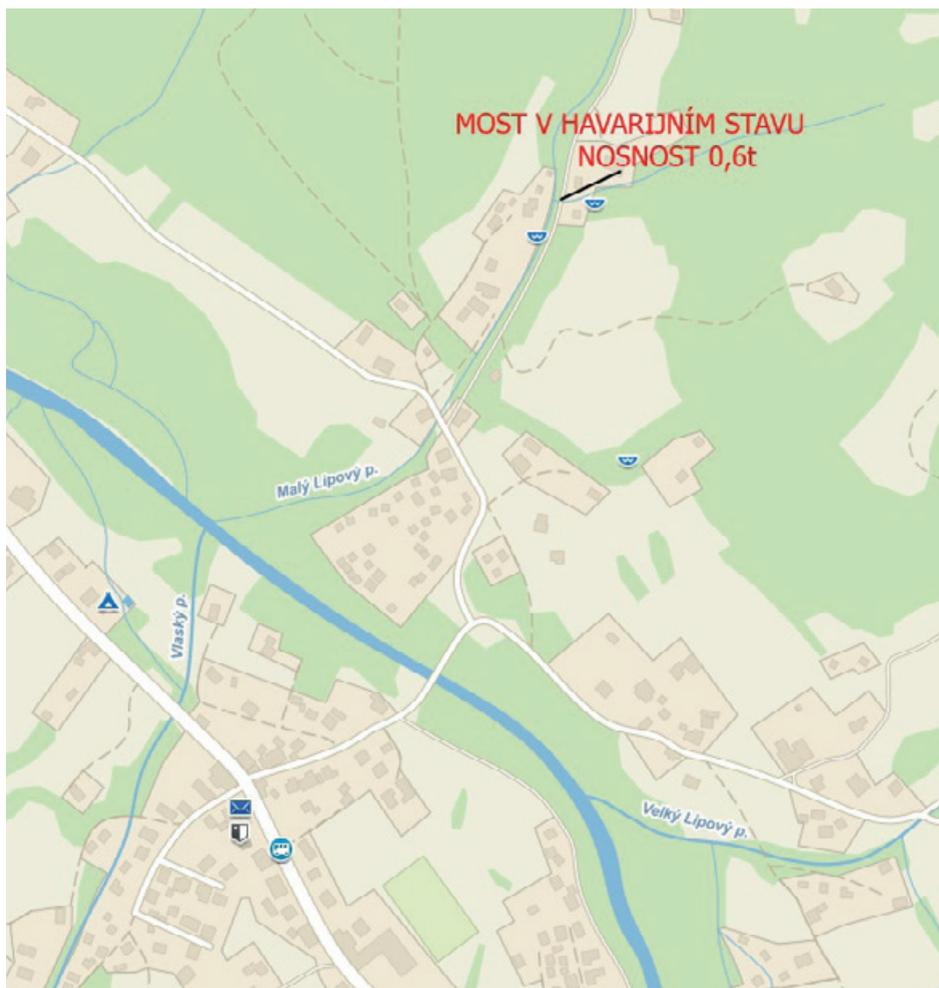 MOST V HAVARIJNÍM STAVU
NOSNOST 0,6t
Malý Lipový p.
Vlaský p.
Velký Lipový p.